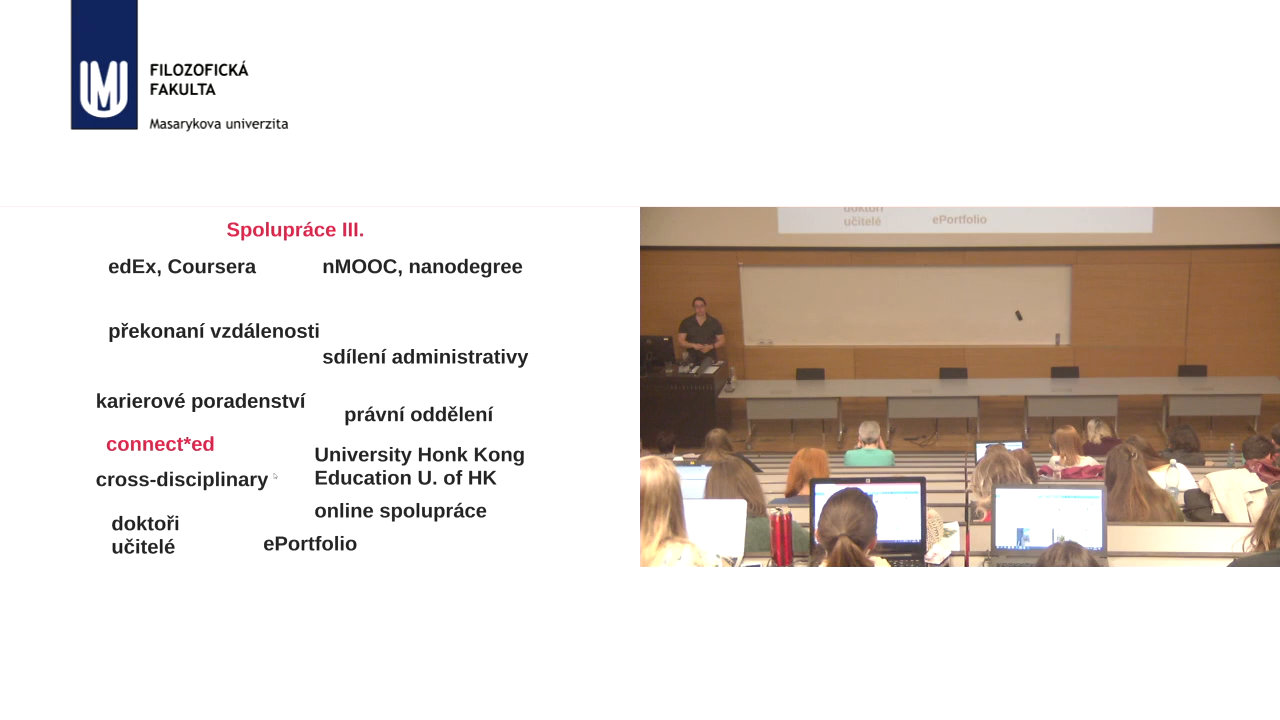 FILOZOFICKÁ
FAKULTA
Masarykova univerzita
Spolupráce III.
edEx, Coursera
nMOOC, nanodegree
překonaní vzdálenosti
sdílení administrativy
karierové poradenství
právní oddělení
connect*ed
University Honk Kong
Education U. of HK
cross-disciplinary
online spolupráce
doktoři
učitelé
ePortfolio
doktoři
učitelé
ePortfolio